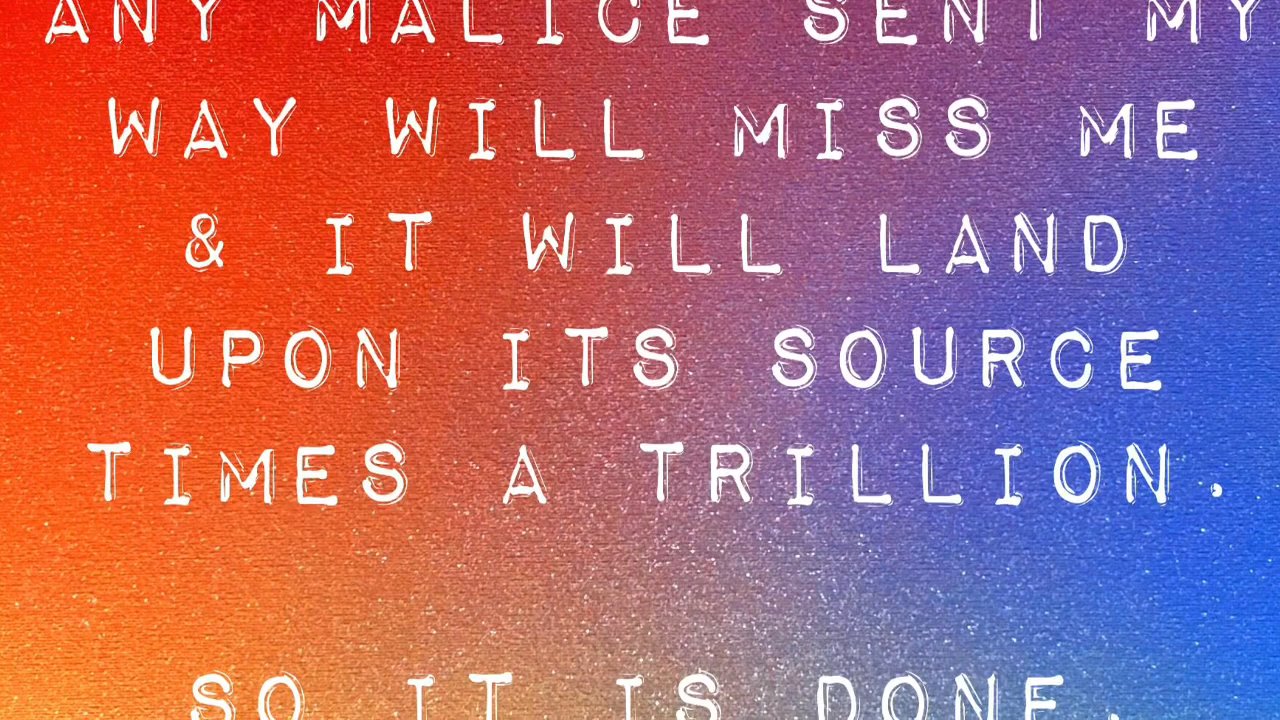 ANY MALICE SENT MY
WAY WILL MISS ME
& IT WILL LAND
UPON ITS SOURCE
TIMES A TRILLION.
SO IT IS DONE.